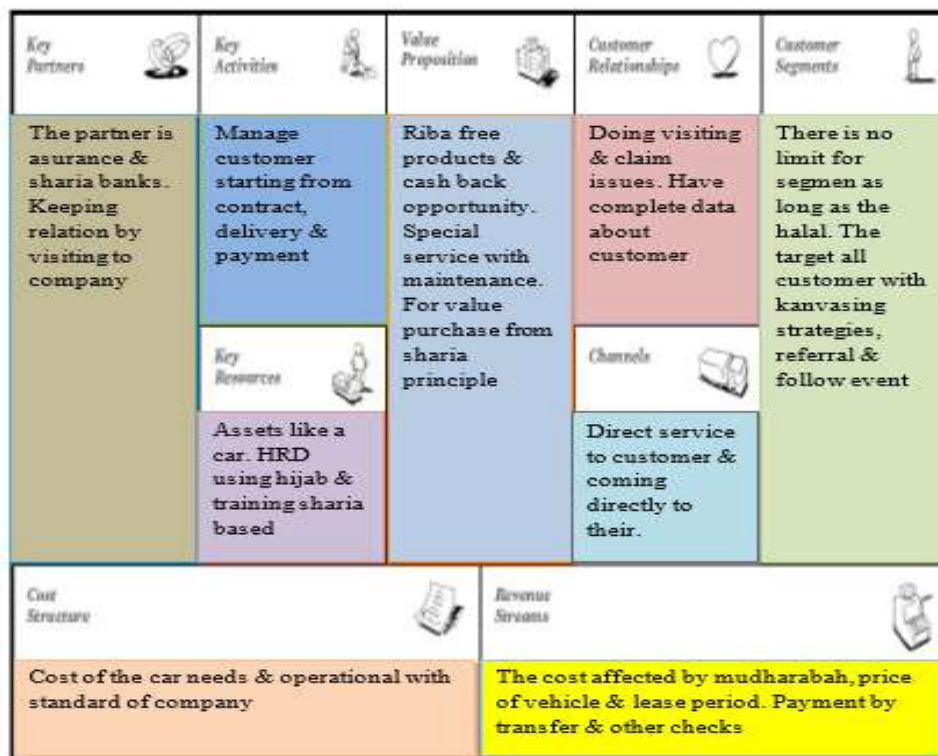 Key
Partners
The partner is
asurance &
sharia banks.
Keeping
relation by
visiting to
company
Key
Activities
Manage
customer
starting from
contract,
delivery &
payment
Key
Resources
Assets like a
car. HRD
using hijab &
training sharia
based
Value
Proposition
Riba free
products &
cash back
opportunity.
Special
service with
maintenance.
For value
purchase from
sharia
principle
Customer
Relationships
Doing visiting
& claim
issues. Have
complete data
about
customer
Channels
Direct service
to customer &
coming
directly to
their.
Customer
Segments
There is no
limit for
segmen as
long as the
halal. The
target all
customer with
kanvasing
strategies,
referral &
follow event
Cost
Structure
Cost of the car needs & operational with
standard of company
Revenue
Streams
The cost affected by mudharabah, price
of vehicle & lease period. Payment by
transfer & other checks